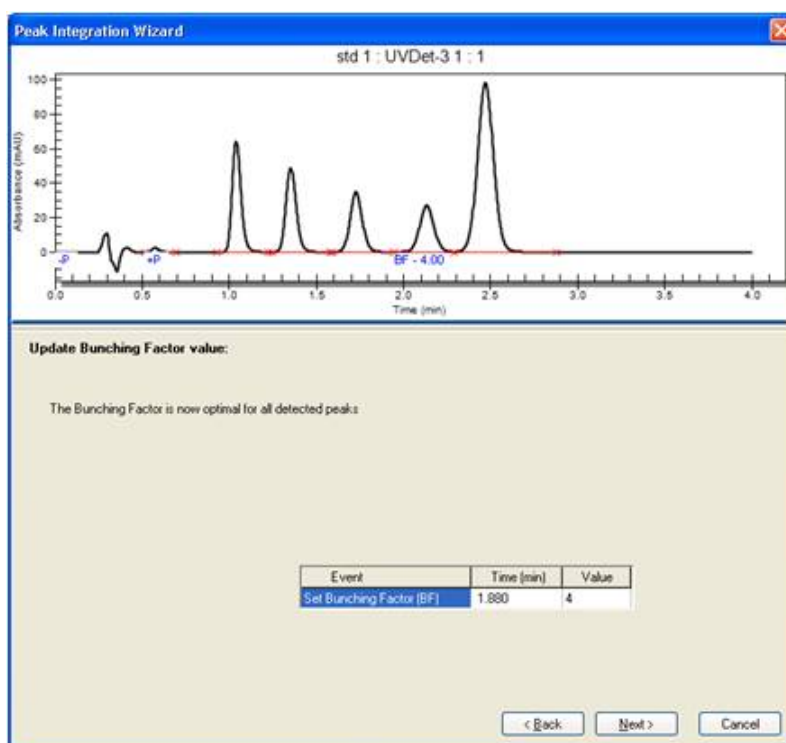 Peak Integration Wizard
std 1 : UVDet-3 1 : 1
Absorbance (mAU)
100
80
60
40
20
0
-P
+P
BF - 4.00
0.0 0.5 1.0 1.5 2.0 2.5 3.0 3.5 4.0
Time (min)
Update Bunching Factor value:
The Bunching Factor is now optimal for all detected peaks
Event Time (min) Value
Set Bunching Factor (BF) 1.880 4
< Back Next > Cancel